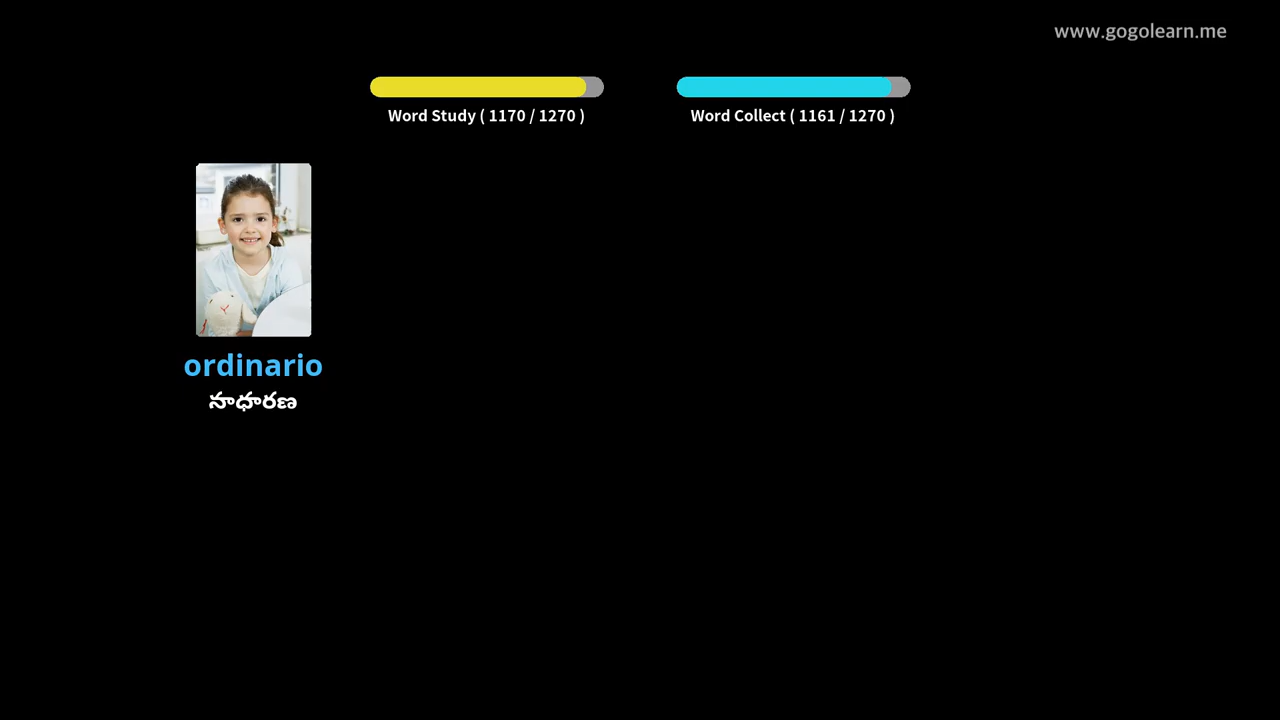 www.gogolearn.me
Word Study ( 1170 / 1270 )
Word Collect ( 1161 / 1270 )
ordinario
సాధారణ